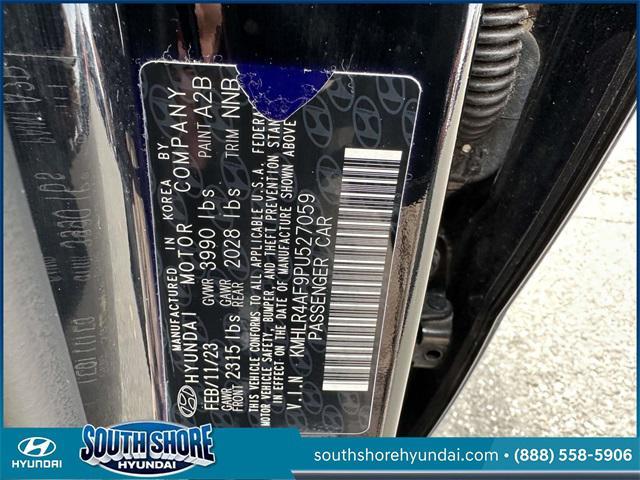 MANUFACTURED IN KOREA BY
HYUNDAI MOTOR COMPANY
FEB/11/23 GVWR 3990 lbs PAINT A2B
GAWR FRONT 2315 lbs GAWR REAR 2028 lbs TRIM NNB
THIS VEHICLE CONFORMS TO ALL APPLICABLE U.S.A. FEDERA
MOTOR VEHICLE SAFETY, BUMPER, AND THEFT PREVENTION STAN
IN EFFECT ON THE DATE OF MANUFACTURE SHOWN ABOVE
V.I.N KMHLR4AF9PU527059
PASSENGER CAR
HYUNDAI
SOUTH SHORE
HYUNDAI
southshorehyundai.com • (888) 558-5906